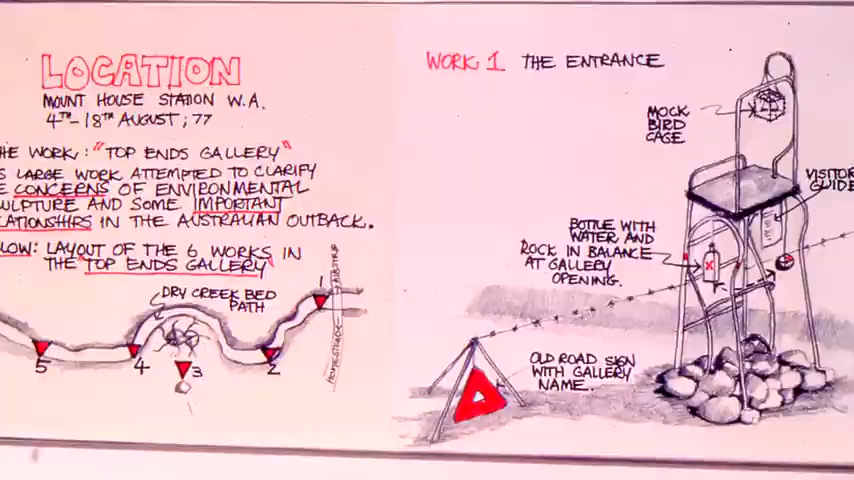 LOCATION
MOUNT HOUSE STATION W.A.
4TH-18TH AUGUST; 77
HE WORK: "TOP ENDS GALLERY"
S LARGE WORK ATTEMPTED TO CLARIFY
E CONCERNS OF ENVIRONMENTAL
ULPTURE AND SOME IMPORTANT
LATIONSHIPS IN THE AUSTRALIAN OUTBACK.
LOW: LAYOUT OF THE 6 WORKS IN
THE "TOP ENDS GALLERY"
DRY CREEK BED
PATH
1
2
3
4
5
HOMESTEAD
WORK 1 THE ENTRANCE
MOCK
BIRD
CAGE
VISITOR
GUIDE
BOTTLE WITH
WATER AND
ROCK IN BALANCE
AT GALLERY
OPENING.
OLD ROAD SIGN
WITH GALLERY
NAME.